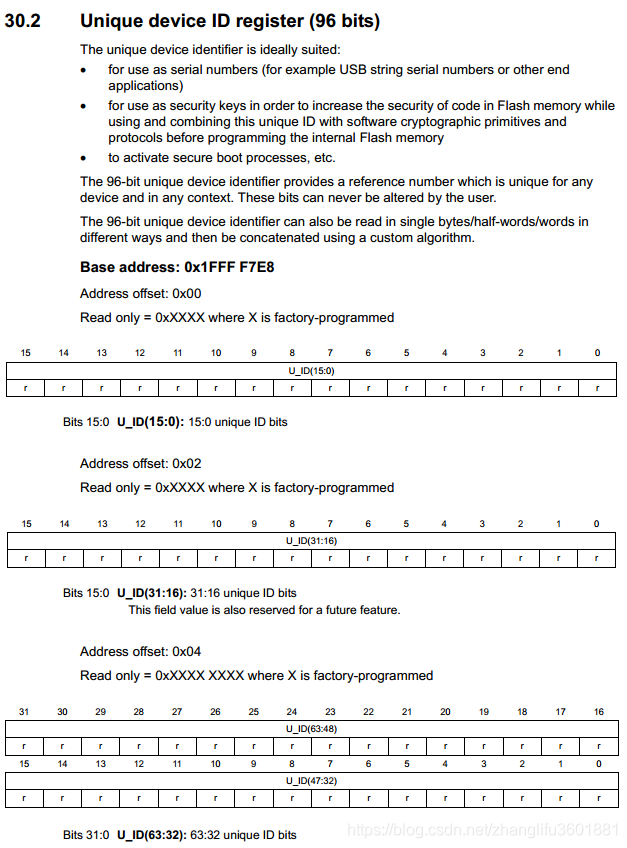 30.2 Unique device ID register (96 bits)
The unique device identifier is ideally suited:
• for use as serial numbers (for example USB string serial numbers or other end
applications)
• for use as security keys in order to increase the security of code in Flash memory while
using and combining this unique ID with software cryptographic primitives and
protocols before programming the internal Flash memory
• to activate secure boot processes, etc.
The 96-bit unique device identifier provides a reference number which is unique for any
device and in any context. These bits can never be altered by the user.
The 96-bit unique device identifier can also be read in single bytes/half-words/words in
different ways and then be concatenated using a custom algorithm.
Base address: 0x1FFF F7E8
Address offset: 0x00
Read only = 0xXXXX where X is factory-programmed
15 14 13 12 11 10 9 8 7 6 5 4 3 2 1 0
U_ID(15:0)
r r r r r r r r r r r r r r r r
Bits 15:0 U_ID(15:0): 15:0 unique ID bits
Address offset: 0x02
Read only = 0xXXXX where X is factory-programmed
15 14 13 12 11 10 9 8 7 6 5 4 3 2 1 0
U_ID(31:16)
r r r r r r r r r r r r r r r r
Bits 15:0 U_ID(31:16): 31:16 unique ID bits
This field value is also reserved for a future feature.
Address offset: 0x04
Read only = 0xXXXX XXXX where X is factory-programmed
31 30 29 28 27 26 25 24 23 22 21 20 19 18 17 16
U_ID(63:48)
r r r r r r r r r r r r r r r r
15 14 13 12 11 10 9 8 7 6 5 4 3 2 1 0
U_ID(47:32)
r r r r r r r r r r r r r r r r
Bits 31:0 U_ID(63:32): 63:32 unique ID bits
https://blog.csdn.net/zhanglifu3601881